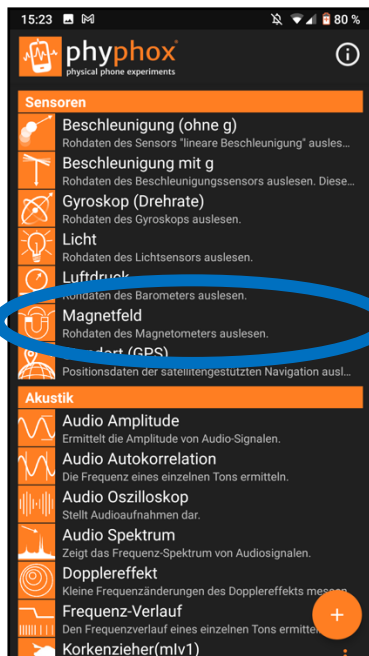 15:23 80 %
phyphox
physical phone experiments
Sensoren
Beschleunigung (ohne g)
Rohdaten des Sensors "lineare Beschleunigung" ausles...
Beschleunigung mit g
Rohdaten des Beschleunigungssensors auslesen. Diese...
Gyroskop (Drehrate)
Rohdaten des Gyroskops auslesen.
Licht
Rohdaten des Lichtsensors auslesen.
Luftdruck
Rohdaten des Barometers auslesen.
Magnetfeld
Rohdaten des Magnetometers auslesen.
Standort (GPS)
Positionsdaten der satellitengestützten Navigation ausl...
Akustik
Audio Amplitude
Ermittelt die Amplitude von Audio-Signalen.
Audio Autokorrelation
Die Frequenz eines einzelnen Tons ermitteln.
Audio Oszilloskop
Stellt Audioaufnahmen dar.
Audio Spektrum
Zeigt das Frequenz-Spektrum von Audiosignalen.
Dopplereffekt
Kleine Frequenzänderungen des Dopplereffekts messen.
Frequenz-Verlauf
Den Frequenzverlauf eines einzelnen Tons ermitte
Korkenzieher(mlv1)